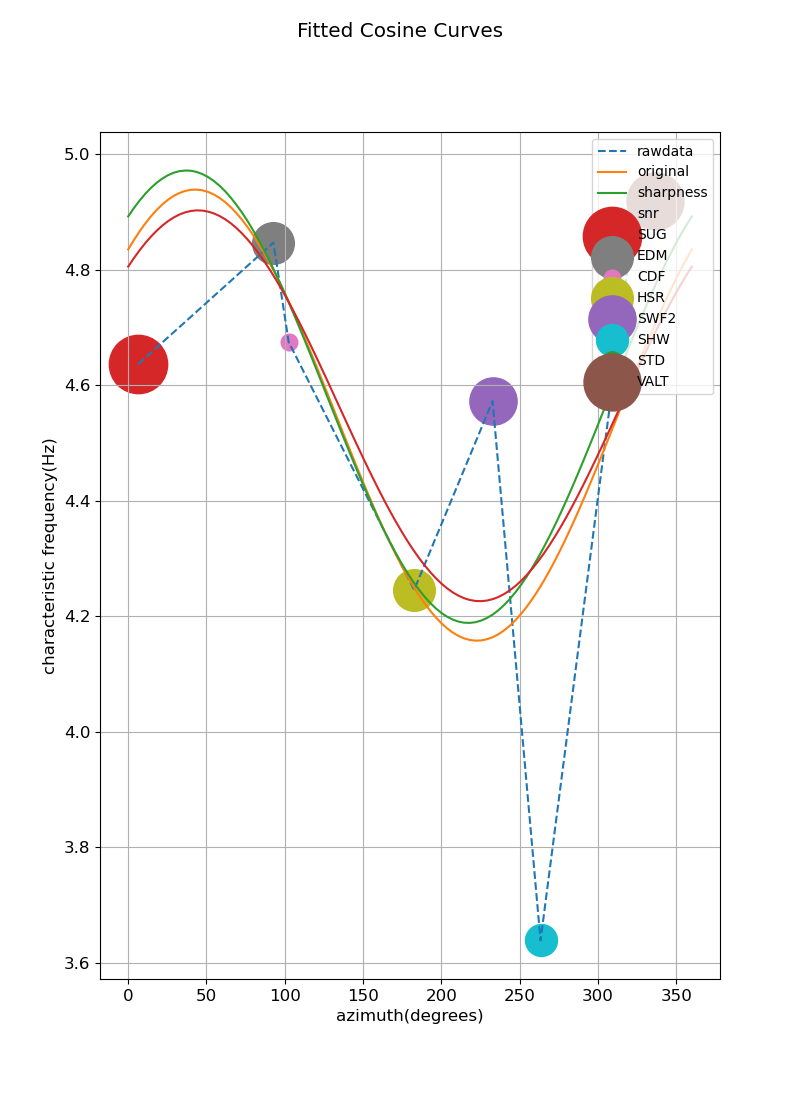 Fitted Cosine Curves
5.0
4.8
4.6
4.4
4.2
4.0
3.8
3.6
characteristic frequency(Hz)
rawdata
original
sharpness
snr
SUG
EDM
CDF
HSR
SWF2
SHW
STD
VALT
0 50 100 150 200 250 300 350
azimuth(degrees)